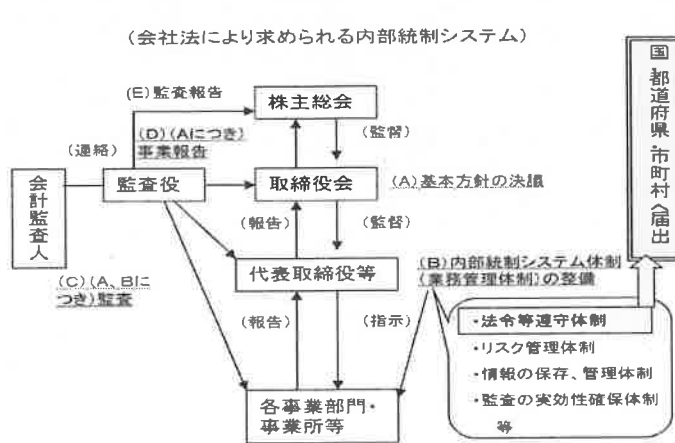 (会社法により求められる内部統制システム)
(E)監査報告
株主総会
(D)(Aにつき)
事業報告
(監督)
(連絡)
会計監査人
監査役
取締役会
(A)基本方針の決議
(報告)
(監督)
(C)(A、Bに
つき)監査
代表取締役等
(B)内部統制システム体制
(業務管理体制)の整備
(報告)
(指示)
・法令等遵守体制
・リスク管理体制
・情報の保存、管理体制
・監査の実効性確保体制
等
各事業部門・
事業所等
国 都道府県・市町村へ届出